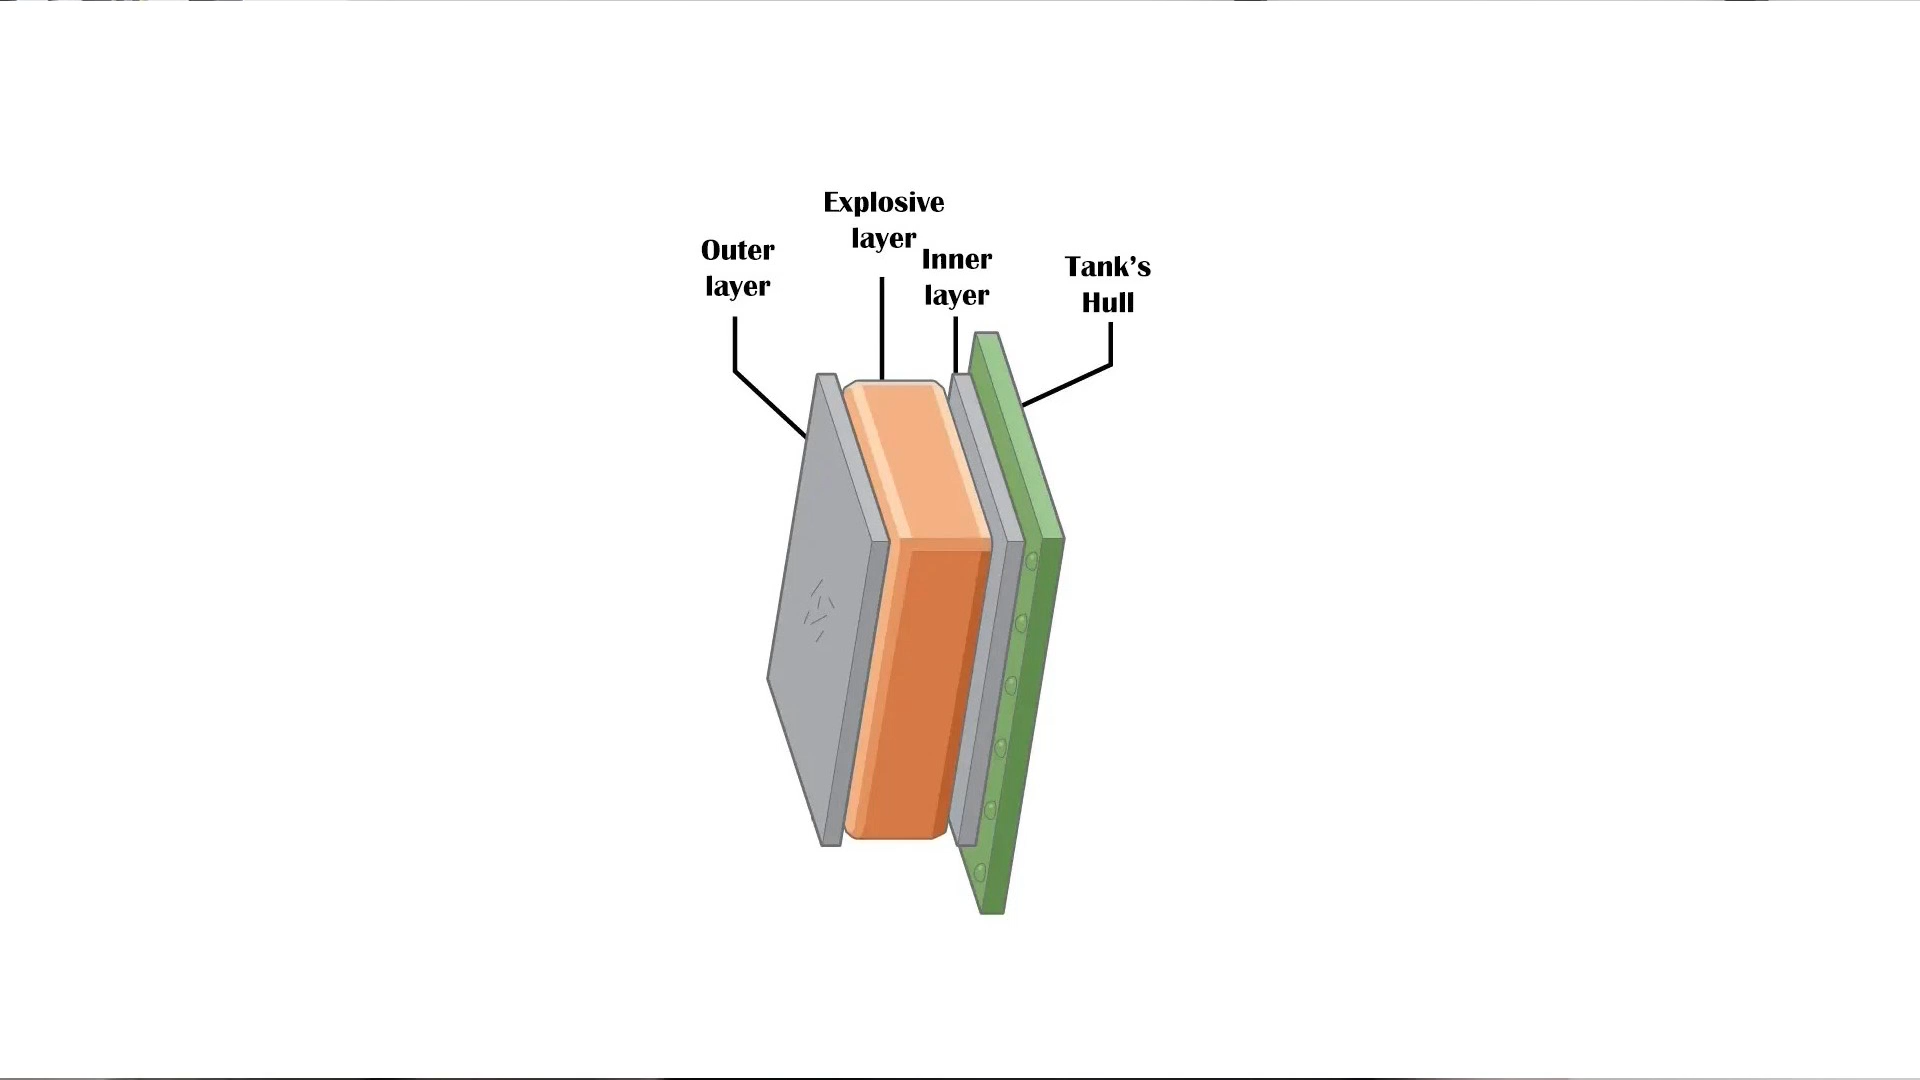 Explosive
layer
Outer
layer
Inner
layer
Tank's
Hull